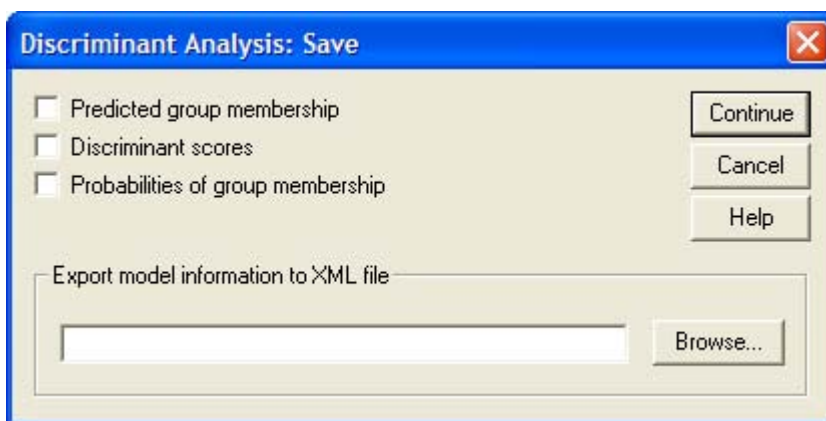 Discriminant Analysis: Save
Predicted group membership
Discriminant scores
Probabilities of group membership
Continue
Cancel
Help
Export model information to XML file
Browse...